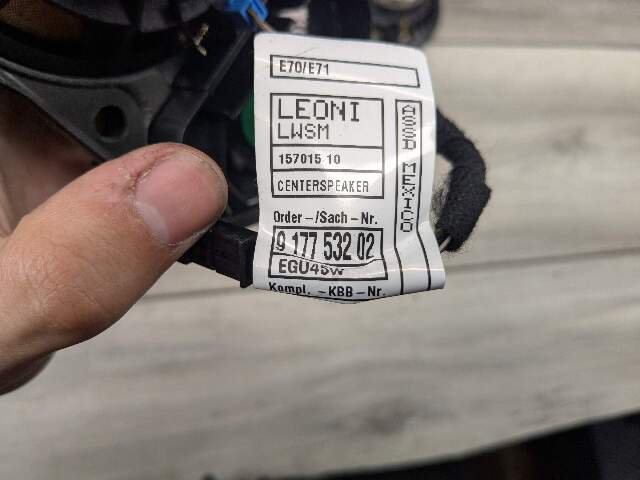 E70/E71
LEONI
LWSM
157015 10
CENTERSPEAKER
Order-/Sach-Nr.
9 177 532 02
EGU45W
Kompl. -KBB-Nr.
ASSD MEXICO